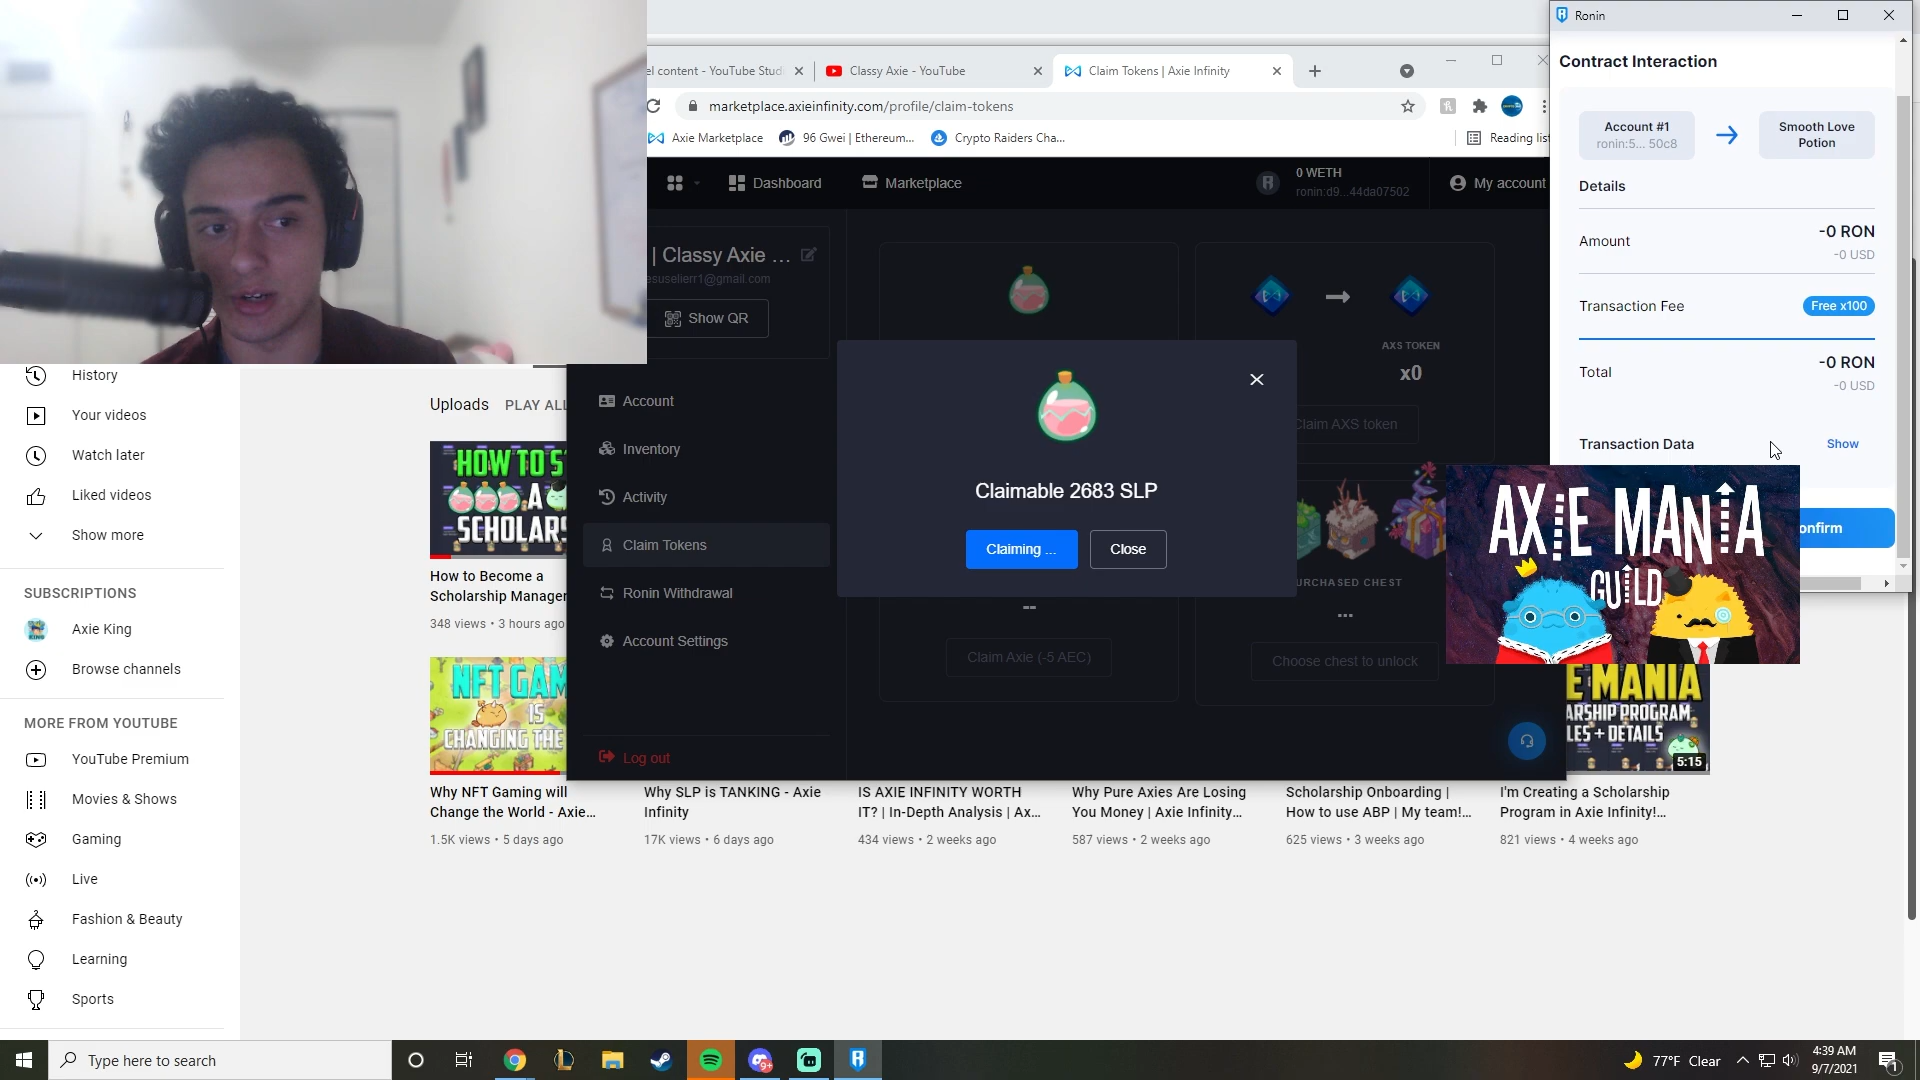 Ronin
Contract Interaction
Account #1
ronin:5... 50c8
Smooth Love
Potion
Details
Amount
-0 RON
-0 USD
Transaction Fee
Free x100
Total
-0 RON
-0 USD
Transaction Data
Show
onfirm
el content - YouTube Studi
Classy Axie - YouTube
Claim Tokens | Axie Infinity
marketplace.axieinfinity.com/profile/claim-tokens
Axie Marketplace
96 Gwei | Ethereum...
Crypto Raiders Cha...
Reading list
Dashboard
Marketplace
0 WETH
ronin:d9...44da07502
My account
| Classy Axie ...
esuselierr1@gmail.com
Show QR
Account
Inventory
Activity
Claim Tokens
Ronin Withdrawal
Account Settings
Log out
AXS TOKEN
x0
Claim AXS token
Claimable 2683 SLP
Claiming ...
Close
--
Claim Axie (-5 AEC)
URCHASED CHEST
...
Choose chest to unlock
AXIE MANIA
GUILD
History
Your videos
Watch later
Liked videos
Show more
SUBSCRIPTIONS
Axie King
Browse channels
MORE FROM YOUTUBE
YouTube Premium
Movies & Shows
Gaming
Live
Fashion & Beauty
Learning
Sports
Uploads
PLAY ALL
HOW TO S
A
SCHOLARS
How to Become a
Scholarship Manager
348 views • 3 hours ago
NFT GAM
IS
CHANGING THE
Why NFT Gaming will
Change the World - Axie...
1.5K views • 5 days ago
Why SLP is TANKING - Axie
Infinity
17K views • 6 days ago
IS AXIE INFINITY WORTH
IT? | In-Depth Analysis | Ax...
434 views • 2 weeks ago
Why Pure Axies Are Losing
You Money | Axie Infinity...
587 views • 2 weeks ago
Scholarship Onboarding |
How to use ABP | My team!...
625 views • 3 weeks ago
E MANIA
ARSHIP PROGRAM
LES + DETAILS
5:15
I'm Creating a Scholarship
Program in Axie Infinity!...
821 views • 4 weeks ago
Type here to search
9+
77°F Clear
4:39 AM
9/7/2021
1